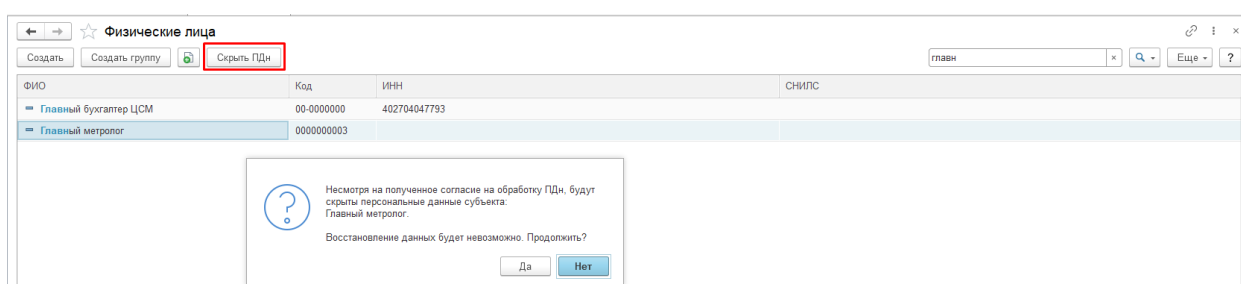 Физические лица
Создать Создать группу Скрыть ПДн главн × Еще ?
ФИО Код ИНН СНИЛС
Главный бухгалтер ЦСМ 00-0000000 402704047793
Главный метролог 0000000003
Несмотря на полученное согласие на обработку ПДн, будут
скрыты персональные данные субъекта:
Главный метролог.
Восстановление данных будет невозможно. Продолжить?
Да Нет